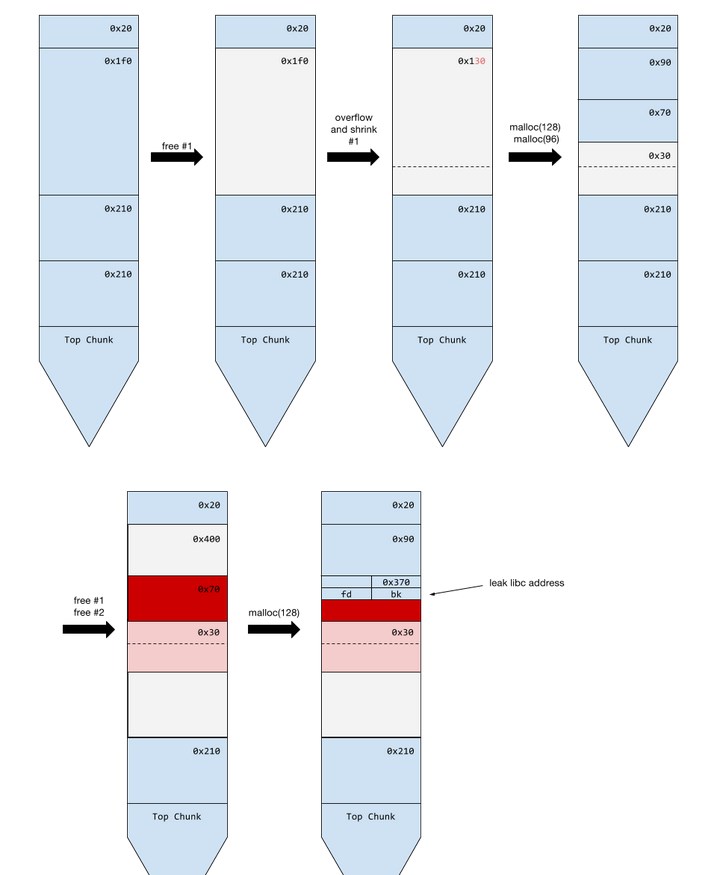 0x20
0x1f0
0x210
0x210
Top Chunk
free #1
0x20
0x1f0
0x210
0x210
Top Chunk
overflow
and shrink
#1
0x20
0x130
0x210
0x210
Top Chunk
malloc(128)
malloc(96)
0x20
0x90
0x70
0x30
0x210
0x210
Top Chunk
free #1
free #2
0x20
0x400
0x70
0x30
0x210
Top Chunk
malloc(128)
0x20
0x90
0x370
fd bk
0x30
0x210
Top Chunk
leak libc address